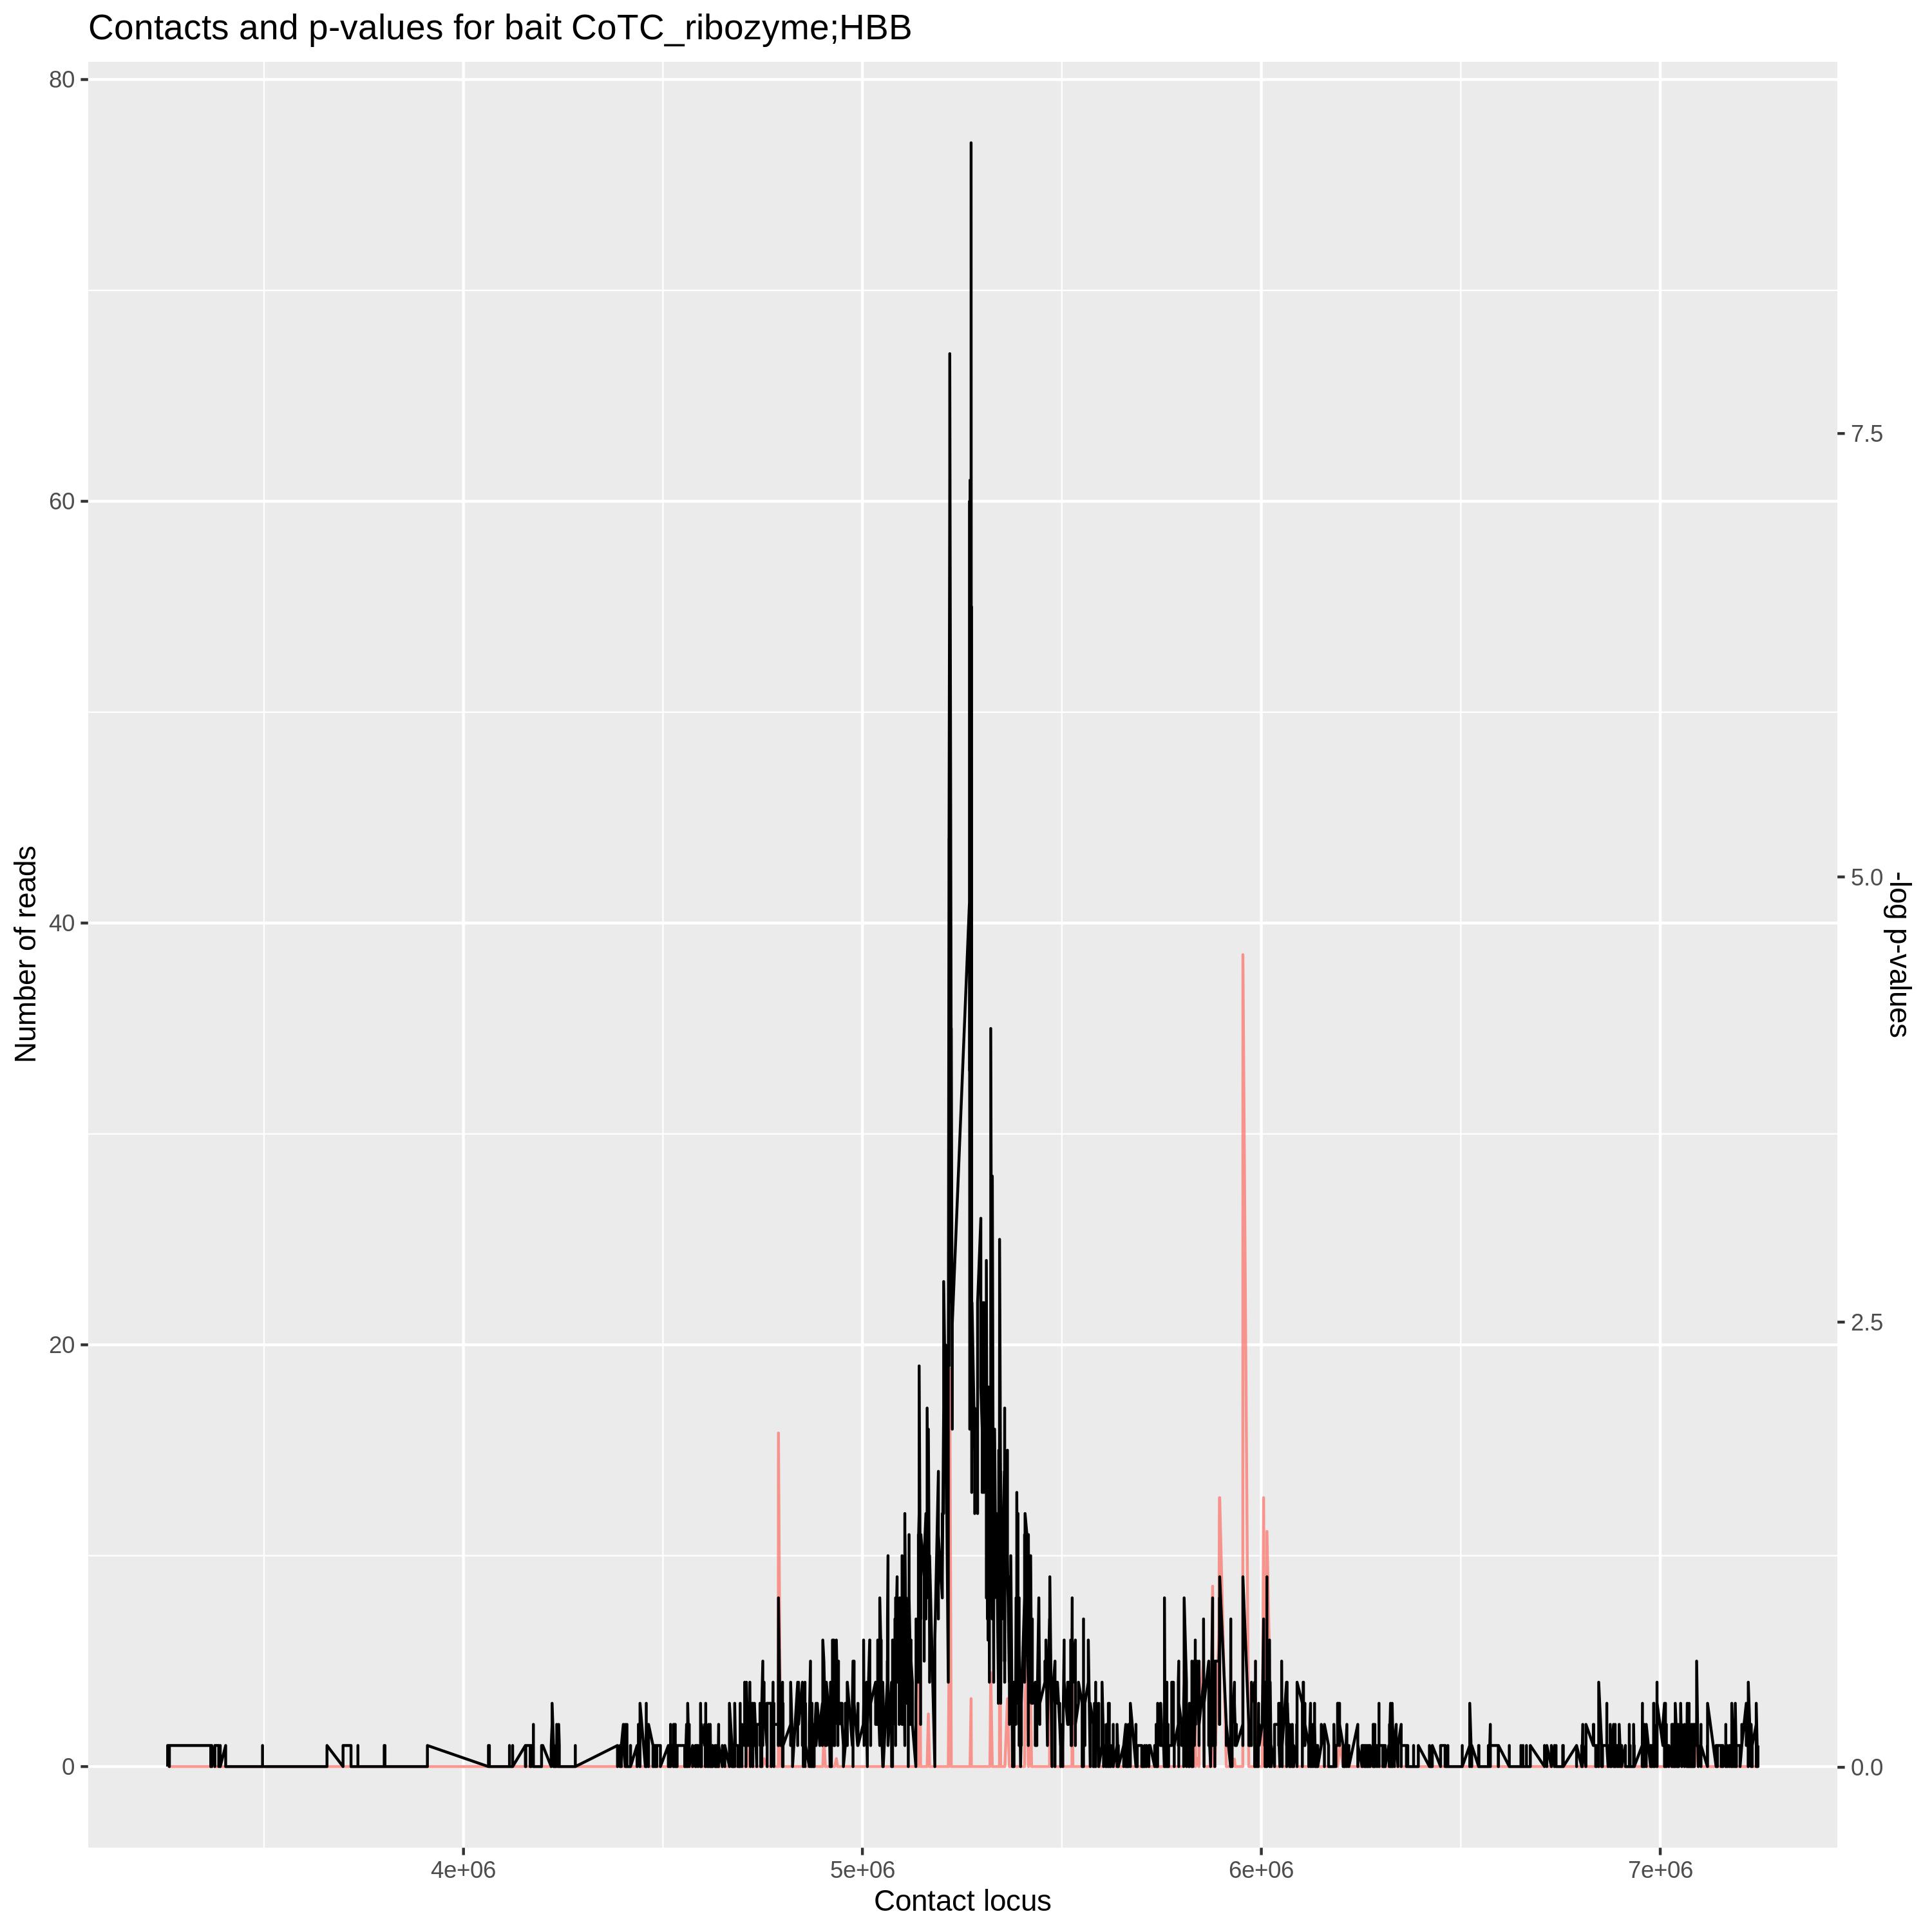 Contacts and p-values for bait CoTC_ribozyme;HBB
80
60
40
20
0
Number of reads
7.5
5.0
2.5
0.0
-log p-values
4e+06 5e+06 6e+06 7e+06
Contact locus